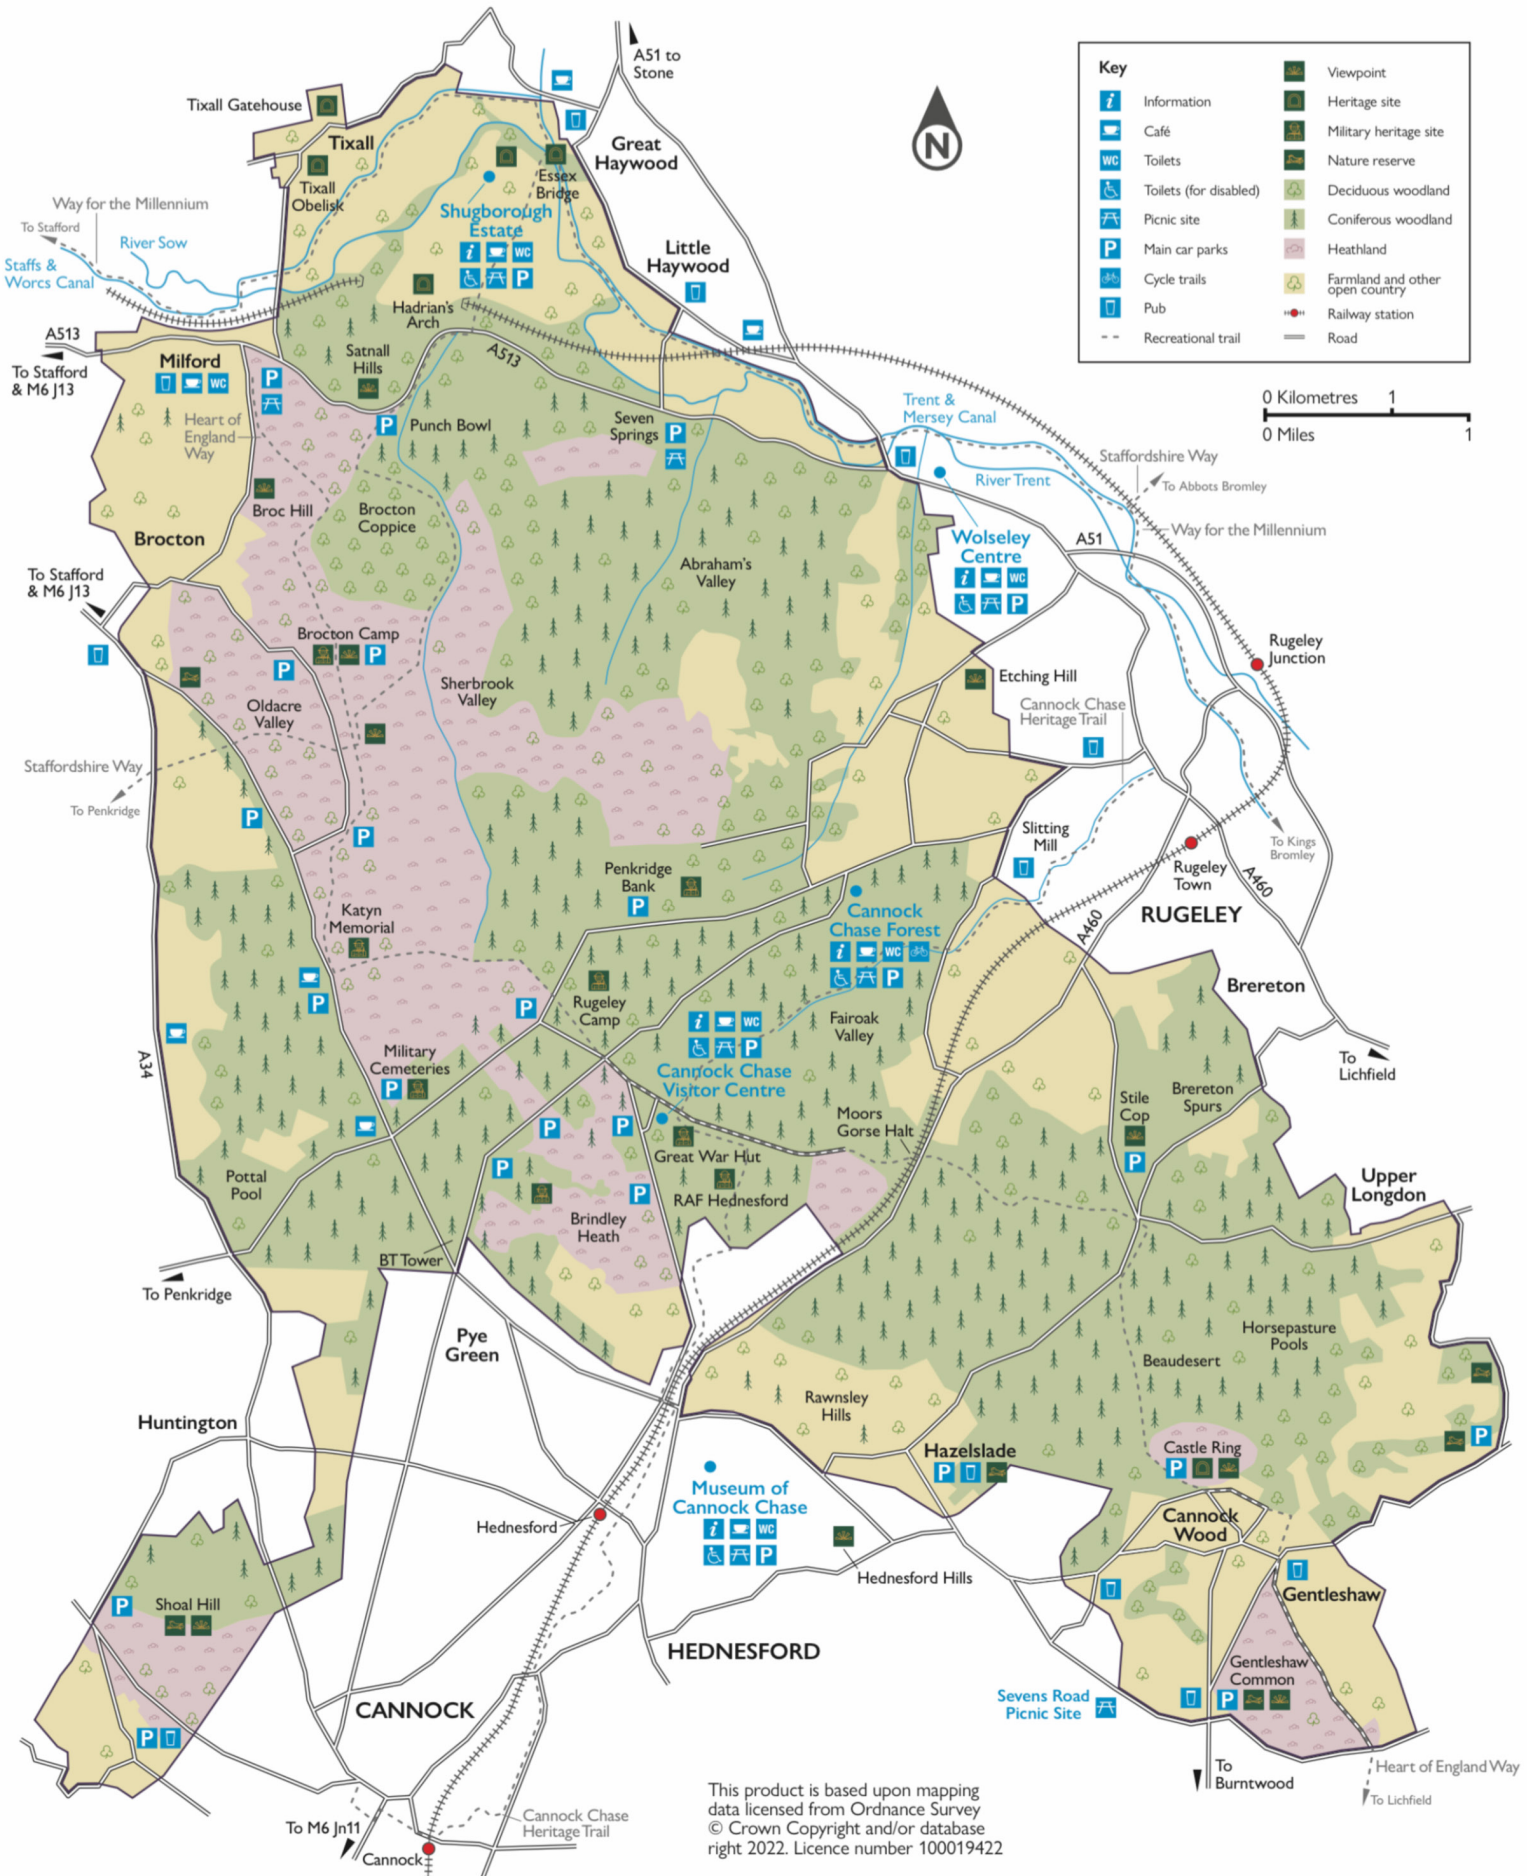 A51 to
Stone
Tixall Gatehouse
Tixall
Great
Haywood
Tixall
Obelisk
Essex
Bridge
Way for the Millennium
To Stafford
River Sow
Staffs &
Worcs Canal
Shugborough
Estate
i
WC
P
Little
Haywood
Hadrian's
Arch
N
Key
i
Information
Café
WC
Toilets
Toilets (for disabled)
Picnic site
P
Main car parks
Cycle trails
Pub
Recreational trail
Viewpoint
Heritage site
Military heritage site
Nature reserve
Deciduous woodland
Coniferous woodland
Heathland
Farmland and other
open country
Railway station
Road
0 Kilometres 1
0 Miles 1
A513
To Stafford
& M6 J13
Milford
WC
P
Satnall
Hills
A513
Heart of
England
Way
P
Punch Bowl
Seven
Springs
P
Trent &
Mersey Canal
River Trent
Staffordshire Way
To Abbots Bromley
Way for the Millennium
Broc Hill
Brocton
Coppice
Brocton
Wolseley
Centre
i
WC
P
A51
To Stafford
& M6 J13
Abraham's
Valley
Brocton Camp
P
P
Oldacre
Valley
Sherbrook
Valley
Etching Hill
Rugeley
Junction
Cannock Chase
Heritage Trail
Staffordshire Way
To Penkridge
P
P
Slitting
Mill
To Kings
Bromley
Rugeley
Town
A460
RUGELEY
A460
Penkridge
Bank
P
Katyn
Memorial
Cannock
Chase Forest
i
WC
P
P
P
Rugeley
Camp
Fairoak
Valley
Brereton
A34
Military
Cemeteries
P
i
WC
P
Cannock Chase
Visitor Centre
To
Lichfield
Stile
Cop
P
Brereton
Spurs
Moors
Gorse Halt
P
P
P
P
Great War Hut
RAF Hednesford
Pottal
Pool
Brindley
Heath
Upper
Longdon
BT Tower
To Penkridge
Pye
Green
Horsepasture
Pools
Beaudesert
Rawnsley
Hills
Huntington
Hazelslade
P
Castle Ring
P
P
Museum of
Cannock Chase
i
WC
P
Hednesford
Cannock
Wood
Hednesford Hills
Gentleshaw
P
Shoal Hill
HEDNESFORD
Gentleshaw
Common
P
Sevens Road
Picnic Site
CANNOCK
P
To
Burntwood
Heart of England Way
To Lichfield
To M6 Jn11
Cannock Chase
Heritage Trail
Cannock
This product is based upon mapping
data licensed from Ordnance Survey
© Crown Copyright and/or database
right 2022. Licence number 100019422